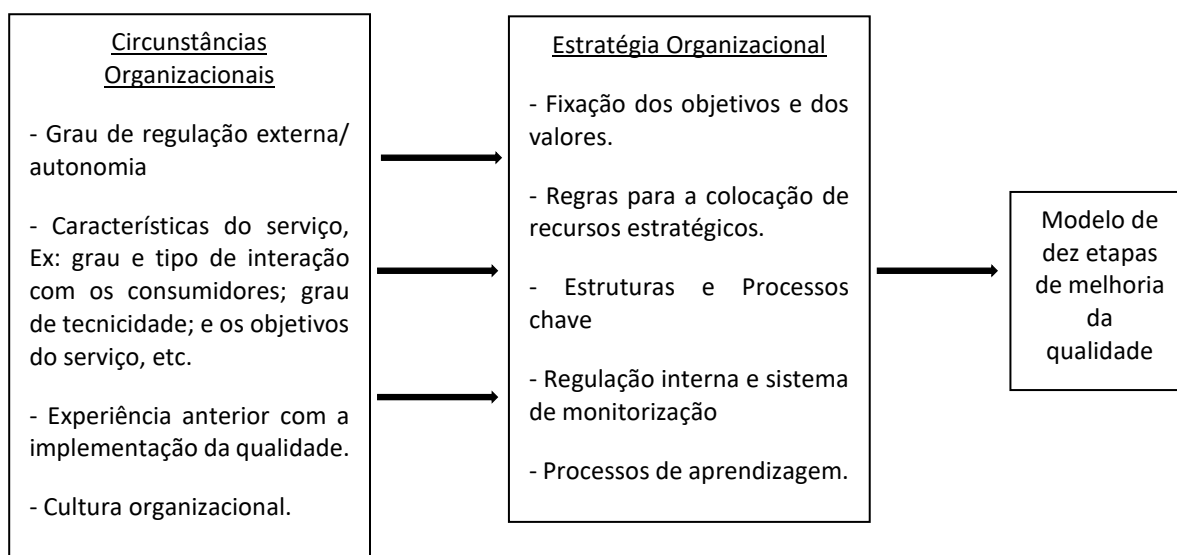 Circunstâncias
Organizacionais
- Grau de regulação externa/
autonomia
- Características do serviço,
Ex: grau e tipo de interação
com os consumidores; grau
de tecnicidade; e os objetivos
do serviço, etc.
- Experiência anterior com a
implementação da qualidade.
- Cultura organizacional.
Estratégia Organizacional
- Fixação dos objetivos e dos
valores.
- Regras para a colocação de
recursos estratégicos.
- Estruturas e Processos
chave
- Regulação interna e sistema
de monitorização
- Processos de aprendizagem.
Modelo de
dez etapas
de melhoria
da
qualidade